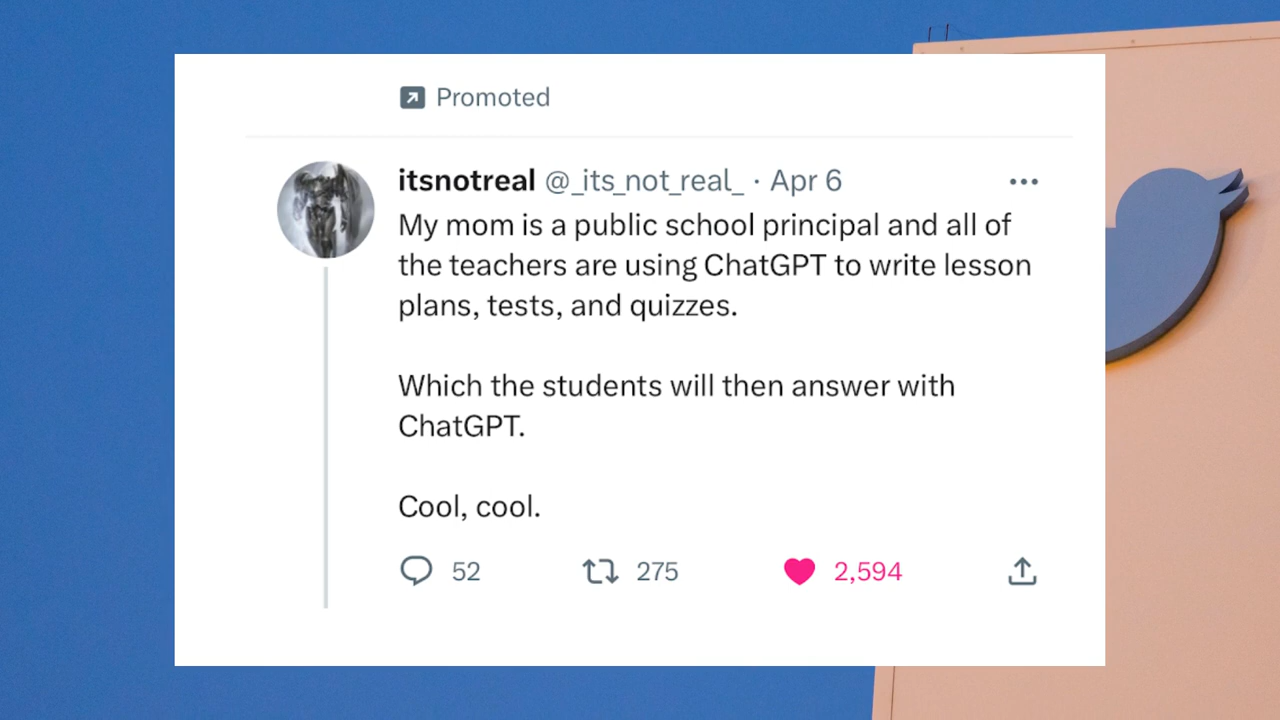 Promoted
itsnotreal @_its_not_real_ · Apr 6
My mom is a public school principal and all of
the teachers are using ChatGPT to write lesson
plans, tests, and quizzes.
Which the students will then answer with
ChatGPT.
Cool, cool.
52 275 2,594